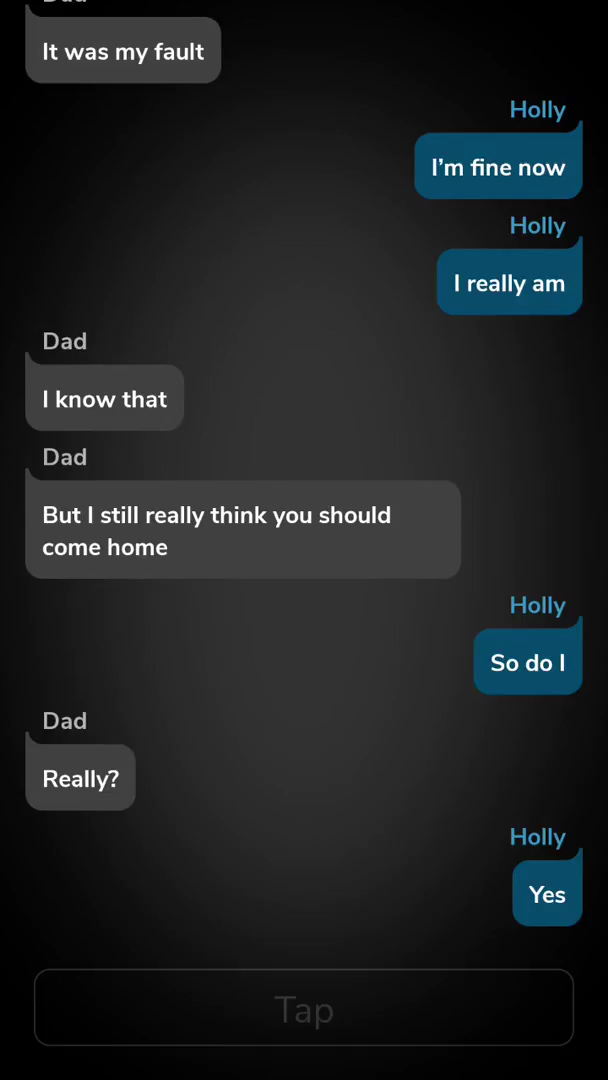 Dad
It was my fault
Holly
I’m fine now
Holly
I really am
Dad
I know that
Dad
But I still really think you should
come home
Holly
So do I
Dad
Really?
Holly
Yes
Tap